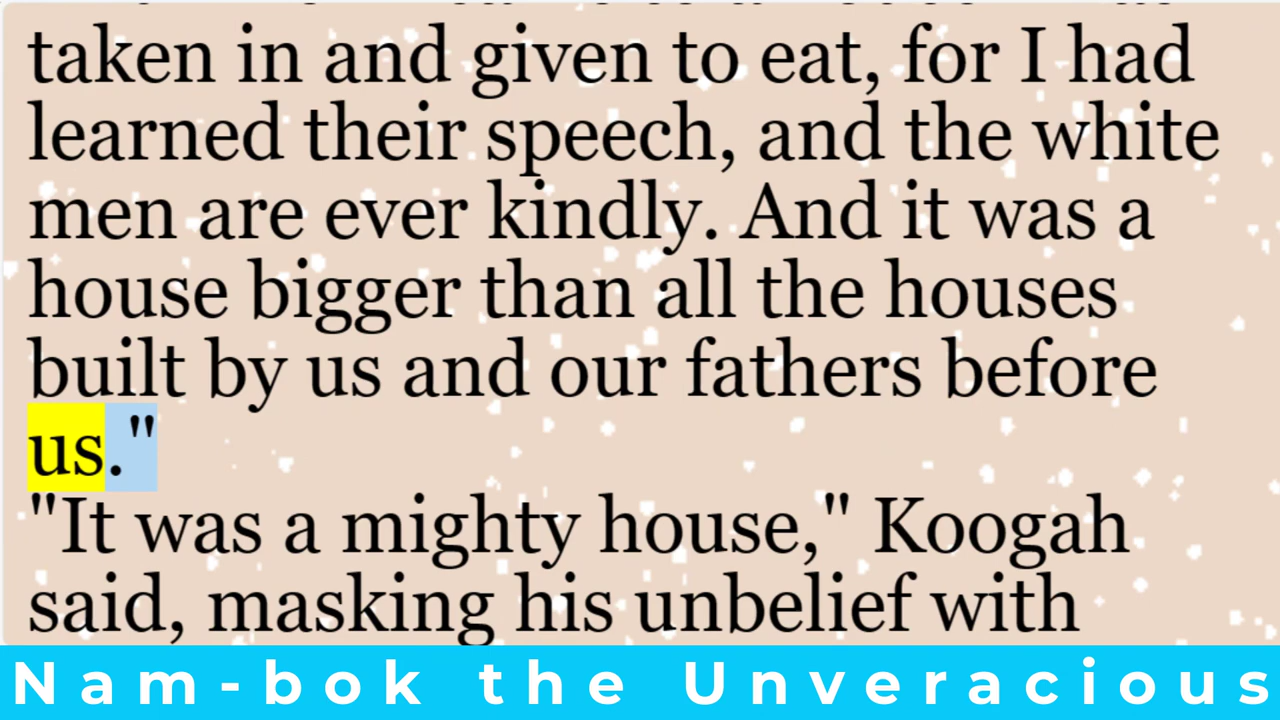 taken in and given to eat, for I had
learned their speech, and the white
men are ever kindly. And it was a
house bigger than all the houses
built by us and our fathers before
us."
"It was a mighty house," Koogah
said, masking his unbelief with
Nam-bok the Unveracious